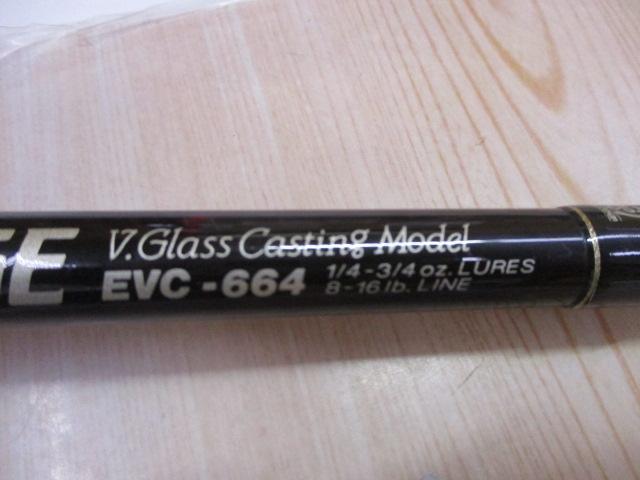 V.Glass Casting Model
EVC-664 1/4-3/4 oz. LURES
8-16 lb. LINE